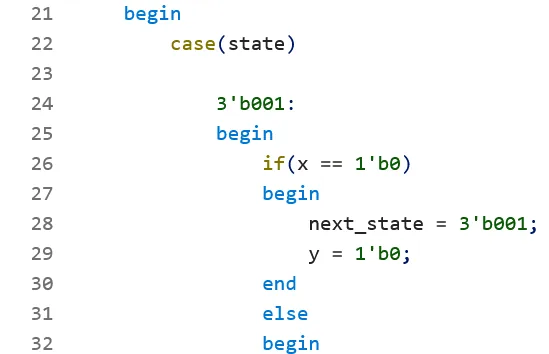 21 begin
22 case(state)
23
24 3'b001:
25 begin
26 if(x == 1'b0)
27 begin
28 next_state = 3'b001;
29 y = 1'b0;
30 end
31 else
32 begin